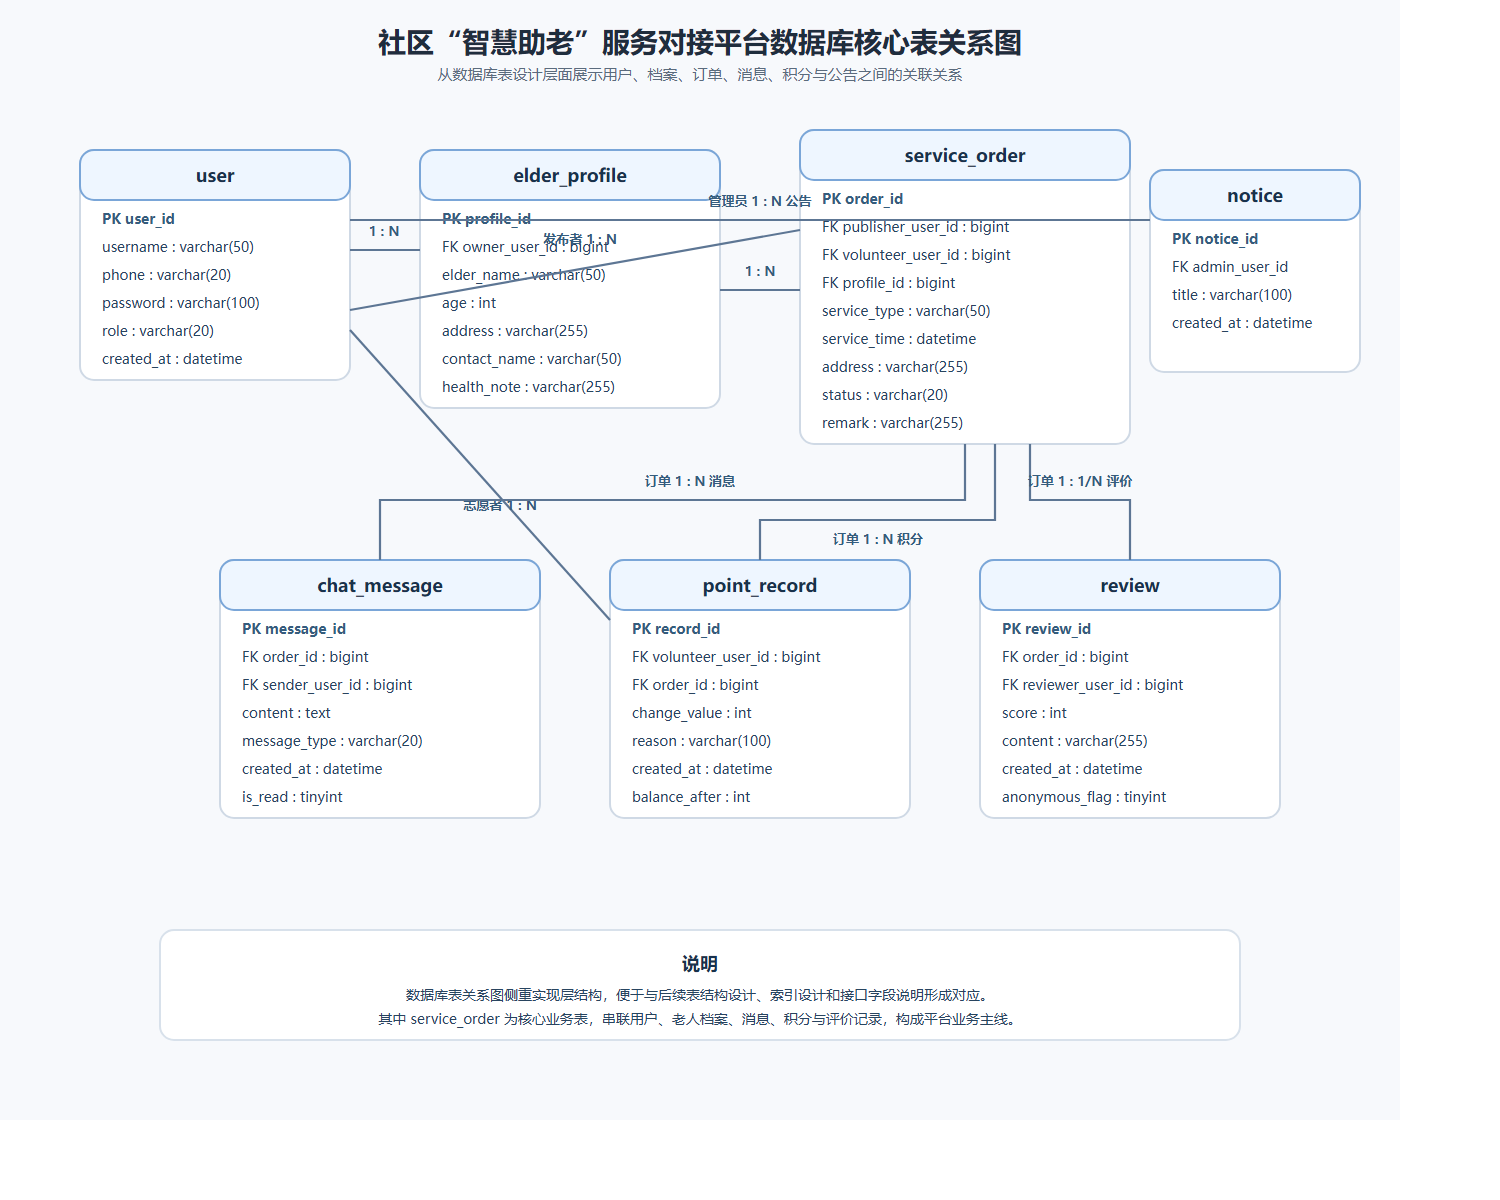 社区“智慧助老”服务对接平台数据库核心表关系图
从数据库表设计层面展示用户、档案、订单、消息、积分与公告之间的关联关系
user
PK user_id
username : varchar(50)
phone : varchar(20)
password : varchar(100)
role : varchar(20)
created_at : datetime
1 : N
elder_profile
PK profile_id
FK owner_user_id : bigint
elder_name : varchar(50)
age : int
address : varchar(255)
contact_name : varchar(50)
health_note : varchar(255)
发布者 1 : N
管理员 1 : N 公告
1 : N
service_order
PK order_id
FK publisher_user_id : bigint
FK volunteer_user_id : bigint
FK profile_id : bigint
service_type : varchar(50)
service_time : datetime
address : varchar(255)
status : varchar(20)
remark : varchar(255)
notice
PK notice_id
FK admin_user_id
title : varchar(100)
created_at : datetime
订单 1 : N 消息
订单 1 : 1/N 评价
志愿者 1 : N
订单 1 : N 积分
chat_message
PK message_id
FK order_id : bigint
FK sender_user_id : bigint
content : text
message_type : varchar(20)
created_at : datetime
is_read : tinyint
point_record
PK record_id
FK volunteer_user_id : bigint
FK order_id : bigint
change_value : int
reason : varchar(100)
created_at : datetime
balance_after : int
review
PK review_id
FK order_id : bigint
FK reviewer_user_id : bigint
score : int
content : varchar(255)
created_at : datetime
anonymous_flag : tinyint
说明
数据库表关系图侧重实现层结构，便于与后续表结构设计、索引设计和接口字段说明形成对应。
其中 service_order 为核心业务表，串联用户、老人档案、消息、积分与评价记录，构成平台业务主线。